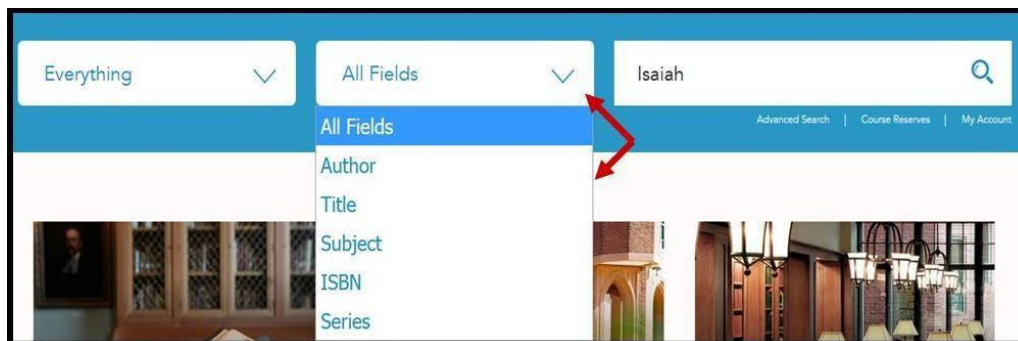 Everything
All Fields
Isaiah
Advanced Search | Course Reserves | My Account
All Fields
Author
Title
Subject
ISBN
Series